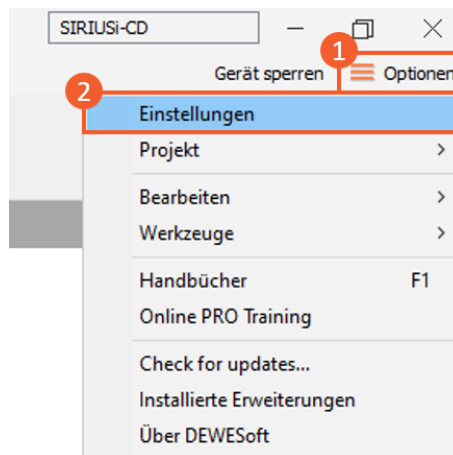 SIRIUSi-CD
1
Gerät sperren Optionen
2
Einstellungen
Projekt
Bearbeiten
Werkzeuge
Handbücher F1
Online PRO Training
Check for updates...
Installierte Erweiterungen
Über DEWESoft